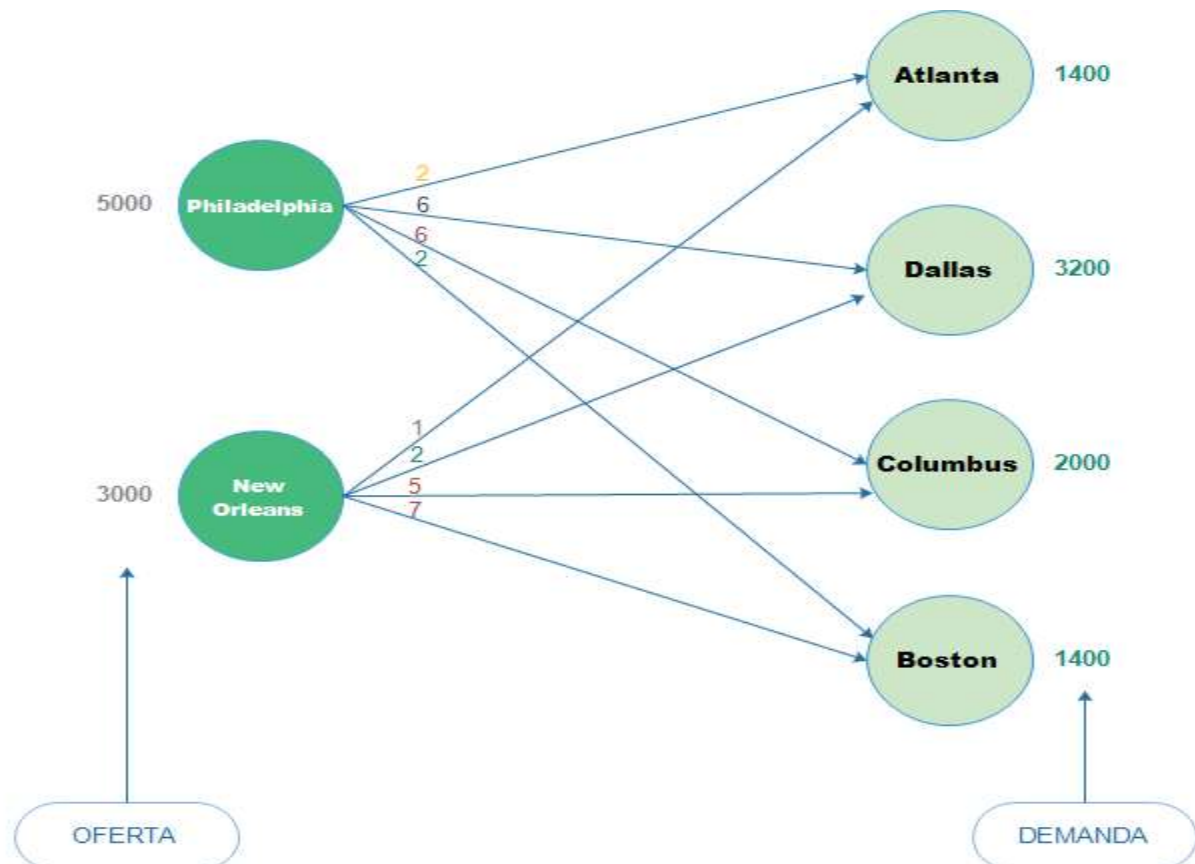 Atlanta 1400
5000 Philadelphia
2
6
6
2
Dallas 3200
1
2
5
7
Columbus 2000
3000 New
Orleans
Boston 1400
OFERTA
DEMANDA